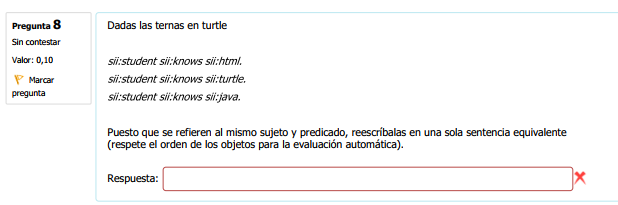 Pregunta 8
Sin contestar
Valor: 0,10
Marcar
pregunta
Dadas las ternas en turtle
sii:student sii:knows sii:html.
sii:student sii:knows sii:turtle.
sii:student sii:knows sii:java.
Puesto que se refieren al mismo sujeto y predicado, reescríbalas en una sola sentencia equivalente
(respete el orden de los objetos para la evaluación automática).
Respuesta: